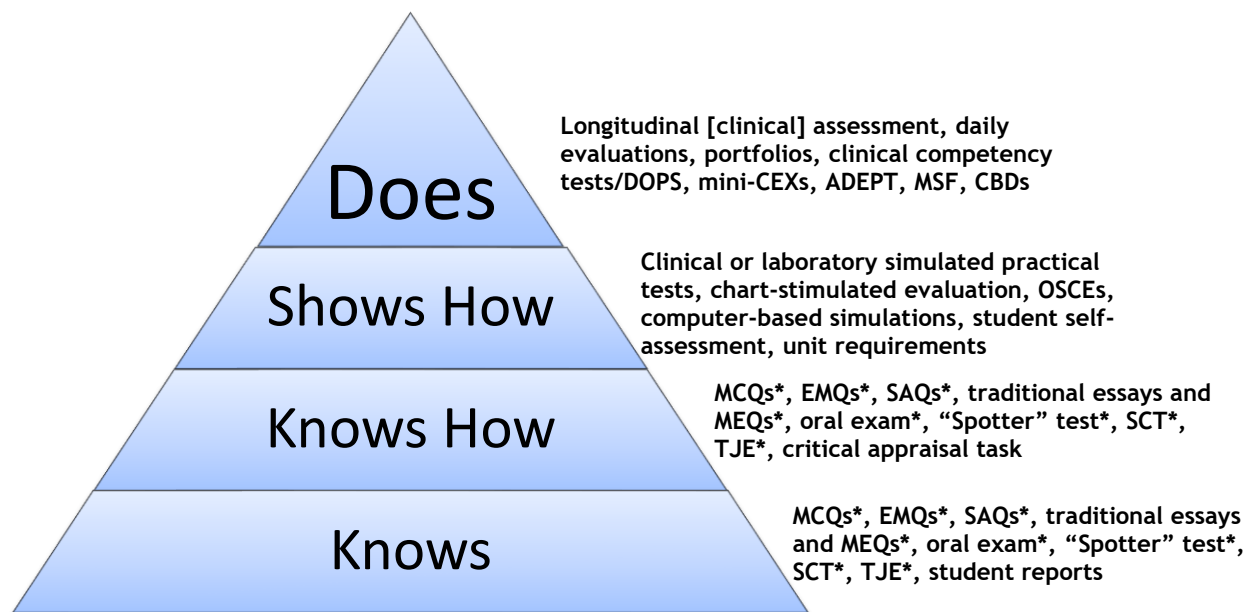 Does
Longitudinal [clinical] assessment, daily
evaluations, portfolios, clinical competency
tests/DOPS, mini-CEXs, ADEPT, MSF, CBDs
Shows How
Clinical or laboratory simulated practical
tests, chart-stimulated evaluation, OSCEs,
computer-based simulations, student self-
assessment, unit requirements
Knows How
MCQs*, EMQs*, SAQs*, traditional essays and
MEQs*, oral exam*, “Spotter” test*, SCT*,
TJE*, critical appraisal task
Knows
MCQs*, EMQs*, SAQs*, traditional essays
and MEQs*, oral exam*, “Spotter” test*,
SCT*, TJE*, student reports